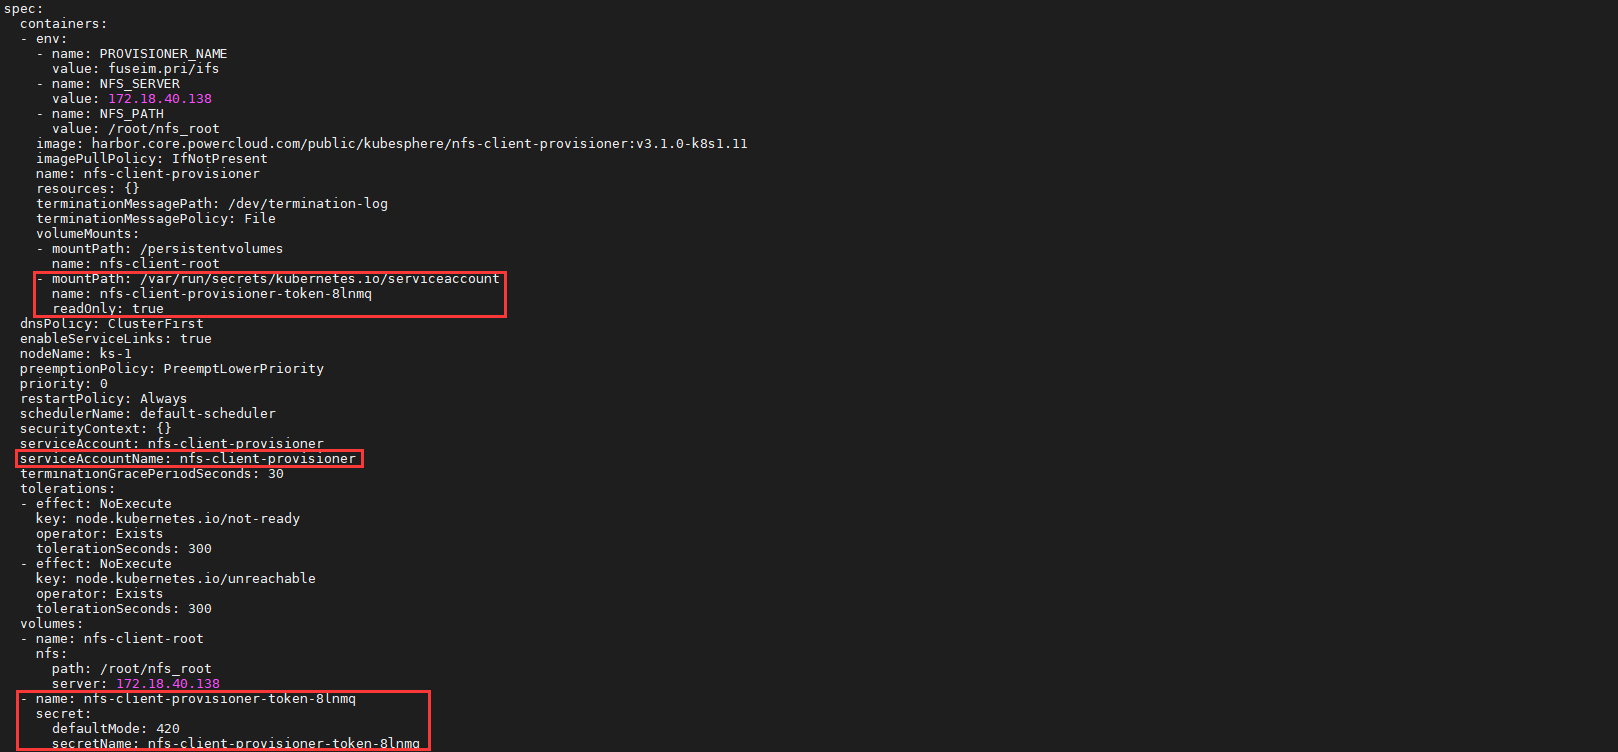 spec:
  containers:
  - env:
    - name: PROVISIONER_NAME
      value: fuseim.pri/ifs
    - name: NFS_SERVER
      value: 172.18.40.138
    - name: NFS_PATH
      value: /root/nfs_root
    image: harbor.core.powercloud.com/public/kubesphere/nfs-client-provisioner:v3.1.0-k8s1.11
    imagePullPolicy: IfNotPresent
    name: nfs-client-provisioner
    resources: {}
    terminationMessagePath: /dev/termination-log
    terminationMessagePolicy: File
    volumeMounts:
    - mountPath: /persistentvolumes
      name: nfs-client-root
    - mountPath: /var/run/secrets/kubernetes.io/serviceaccount
      name: nfs-client-provisioner-token-8lnmq
      readOnly: true
  dnsPolicy: ClusterFirst
  enableServiceLinks: true
  nodeName: ks-1
  preemptionPolicy: PreemptLowerPriority
  priority: 0
  restartPolicy: Always
  schedulerName: default-scheduler
  securityContext: {}
  serviceAccount: nfs-client-provisioner
  serviceAccountName: nfs-client-provisioner
  terminationGracePeriodSeconds: 30
  tolerations:
  - effect: NoExecute
    key: node.kubernetes.io/not-ready
    operator: Exists
    tolerationSeconds: 300
  - effect: NoExecute
    key: node.kubernetes.io/unreachable
    operator: Exists
    tolerationSeconds: 300
  volumes:
  - name: nfs-client-root
    nfs:
      path: /root/nfs_root
      server: 172.18.40.138
  - name: nfs-client-provisioner-token-8lnmq
    secret:
      defaultMode: 420
      secretName: nfs-client-provisioner-token-8lnmq